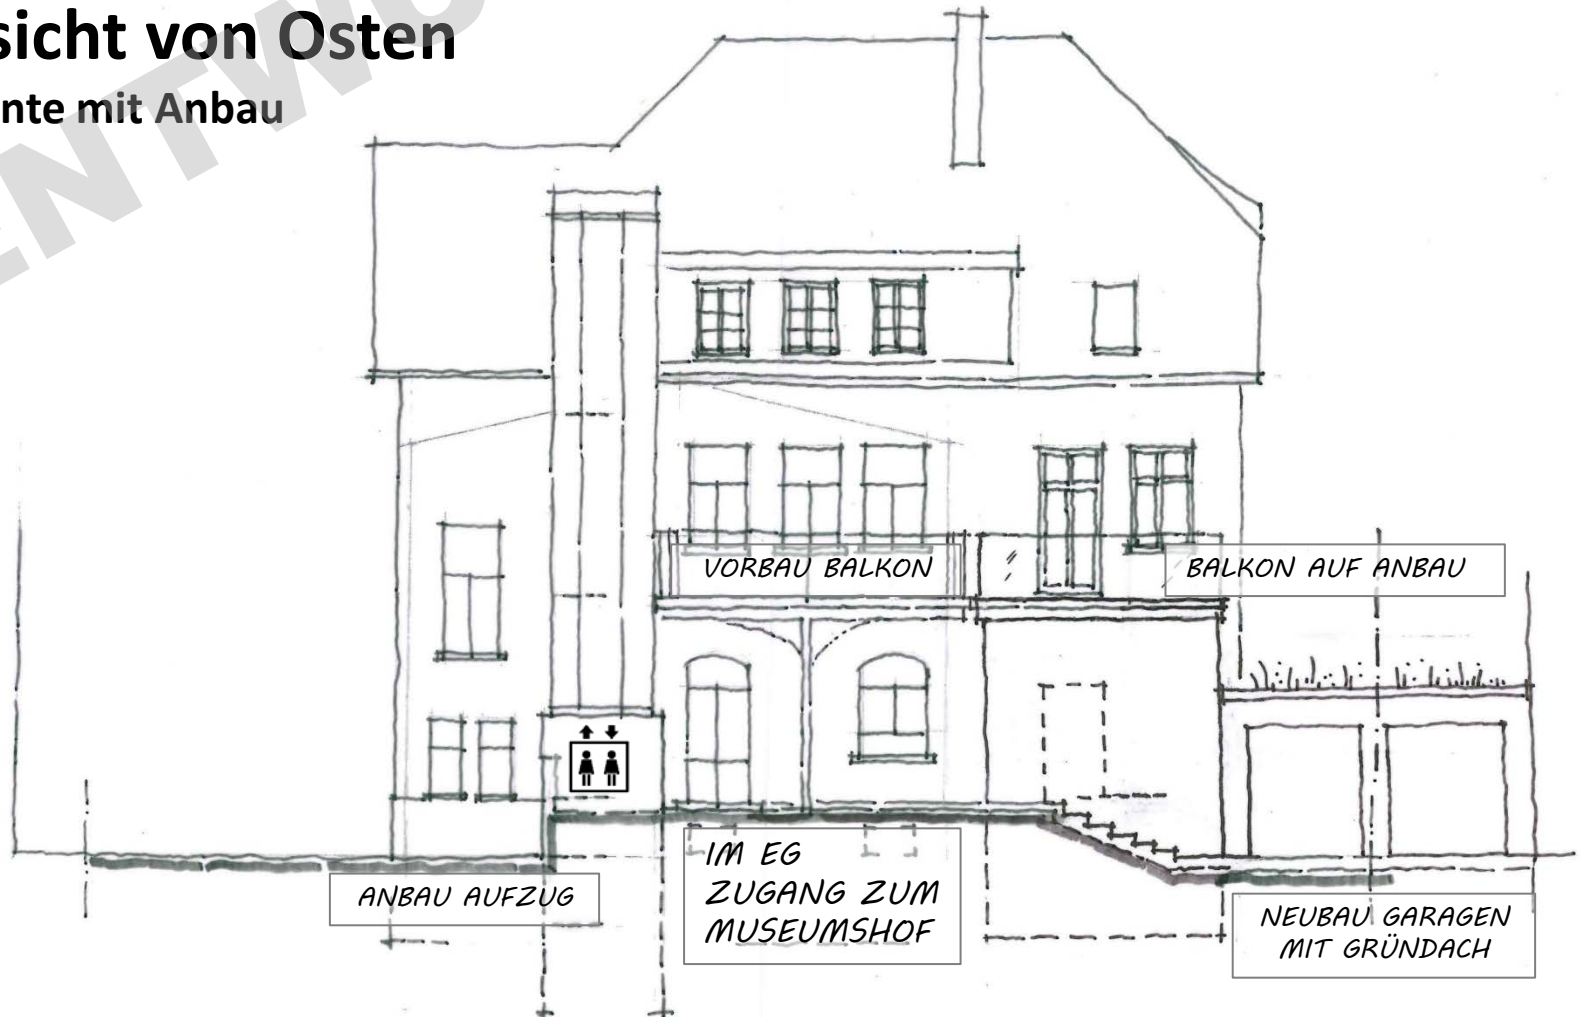 sicht von Osten
nte mit Anbau
ENTWU
VORBAU BALKON
BALKON AUF ANBAU
ANBAU AUFZUG
IM EG
ZUGANG ZUM
MUSEUMSHOF
NEUBAU GARAGEN
MIT GRÜNDACH